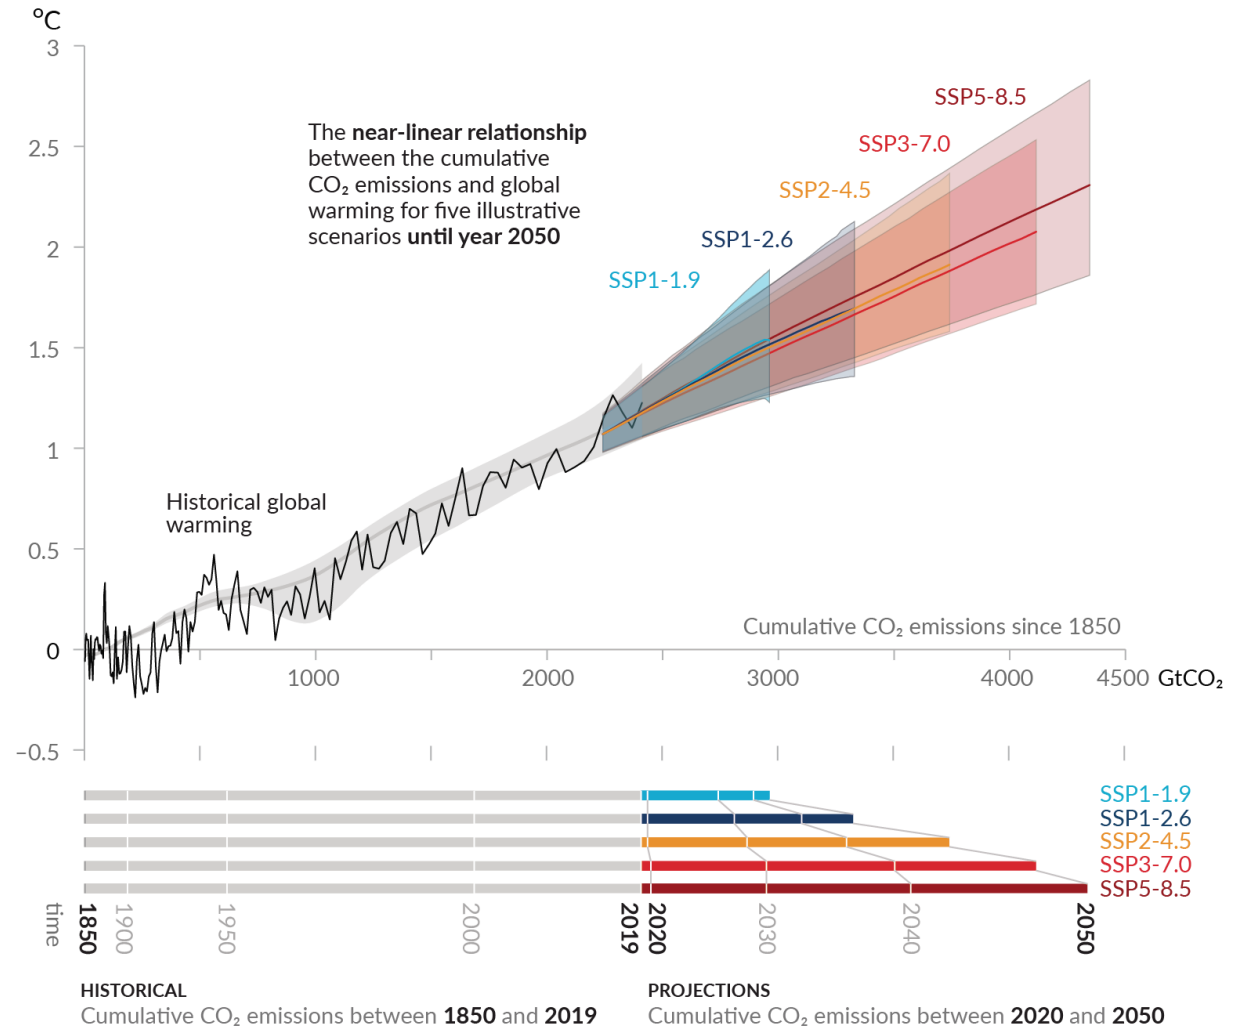 °C
3
SSP5-8.5
The near-linear relationship
between the cumulative
CO₂ emissions and global
warming for five illustrative
scenarios until year 2050
2.5
SSP3-7.0
SSP2-4.5
2
SSP1-2.6
SSP1-1.9
1.5
1
Historical global
warming
0.5
Cumulative CO₂ emissions since 1850
0
1000 2000 3000 4000 4500 GtCO₂
−0.5
SSP1-1.9
SSP1-2.6
SSP2-4.5
SSP3-7.0
SSP5-8.5
time 1850 1900 1950 2000 2019 2020 2030 2040 2050
HISTORICAL
Cumulative CO₂ emissions between 1850 and 2019
PROJECTIONS
Cumulative CO₂ emissions between 2020 and 2050